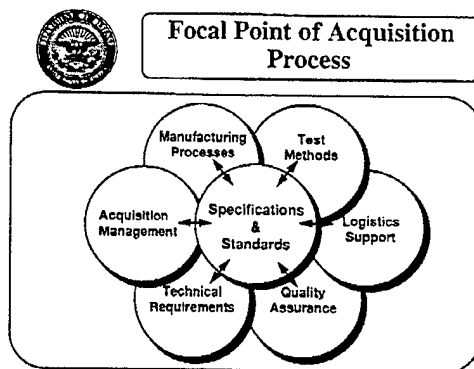 Focal Point of Acquisition
Process
Manufacturing
Processes
Test
Methods
Acquisition
Management
Specifications
&
Standards
Logistics
Support
Technical
Requirements
Quality
Assurance